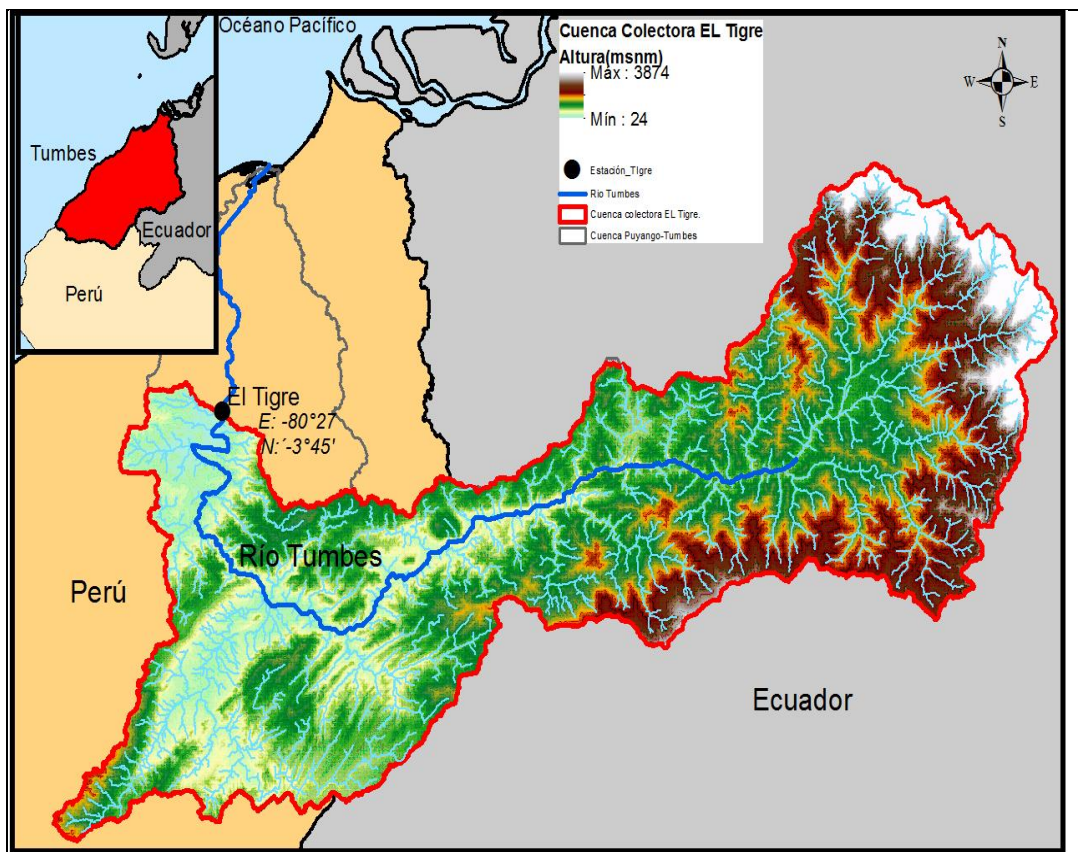 Océano Pacífico
Tumbes
Ecuador
Perú
Cuenca Colectora EL Tigre
Altura(msnm)
Máx : 3874
Mín : 24
Estación_TIgre
Rio Tumbes
Cuenca colectora EL Tigre.
Cuenca Puyango-Tumbes
N
W
E
S
El Tigre
E: -80°27
N:´-3°45'
Río Tumbes
Perú
Ecuador